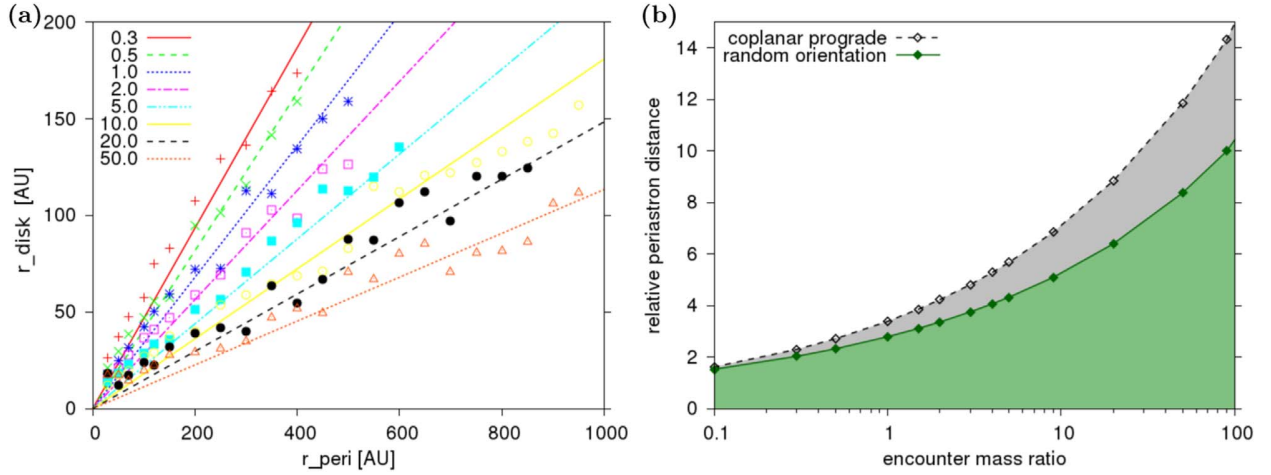 (a)
200
150
100
50
0
r_disk [AU]
0.3
0.5
1.0
2.0
5.0
10.0
20.0
50.0
0 200 400 600 800 1000
r_peri [AU]
(b)
14
12
10
8
6
4
2
0
relative periastron distance
coplanar prograde
random orientation
0.1 1 10 100
encounter mass ratio